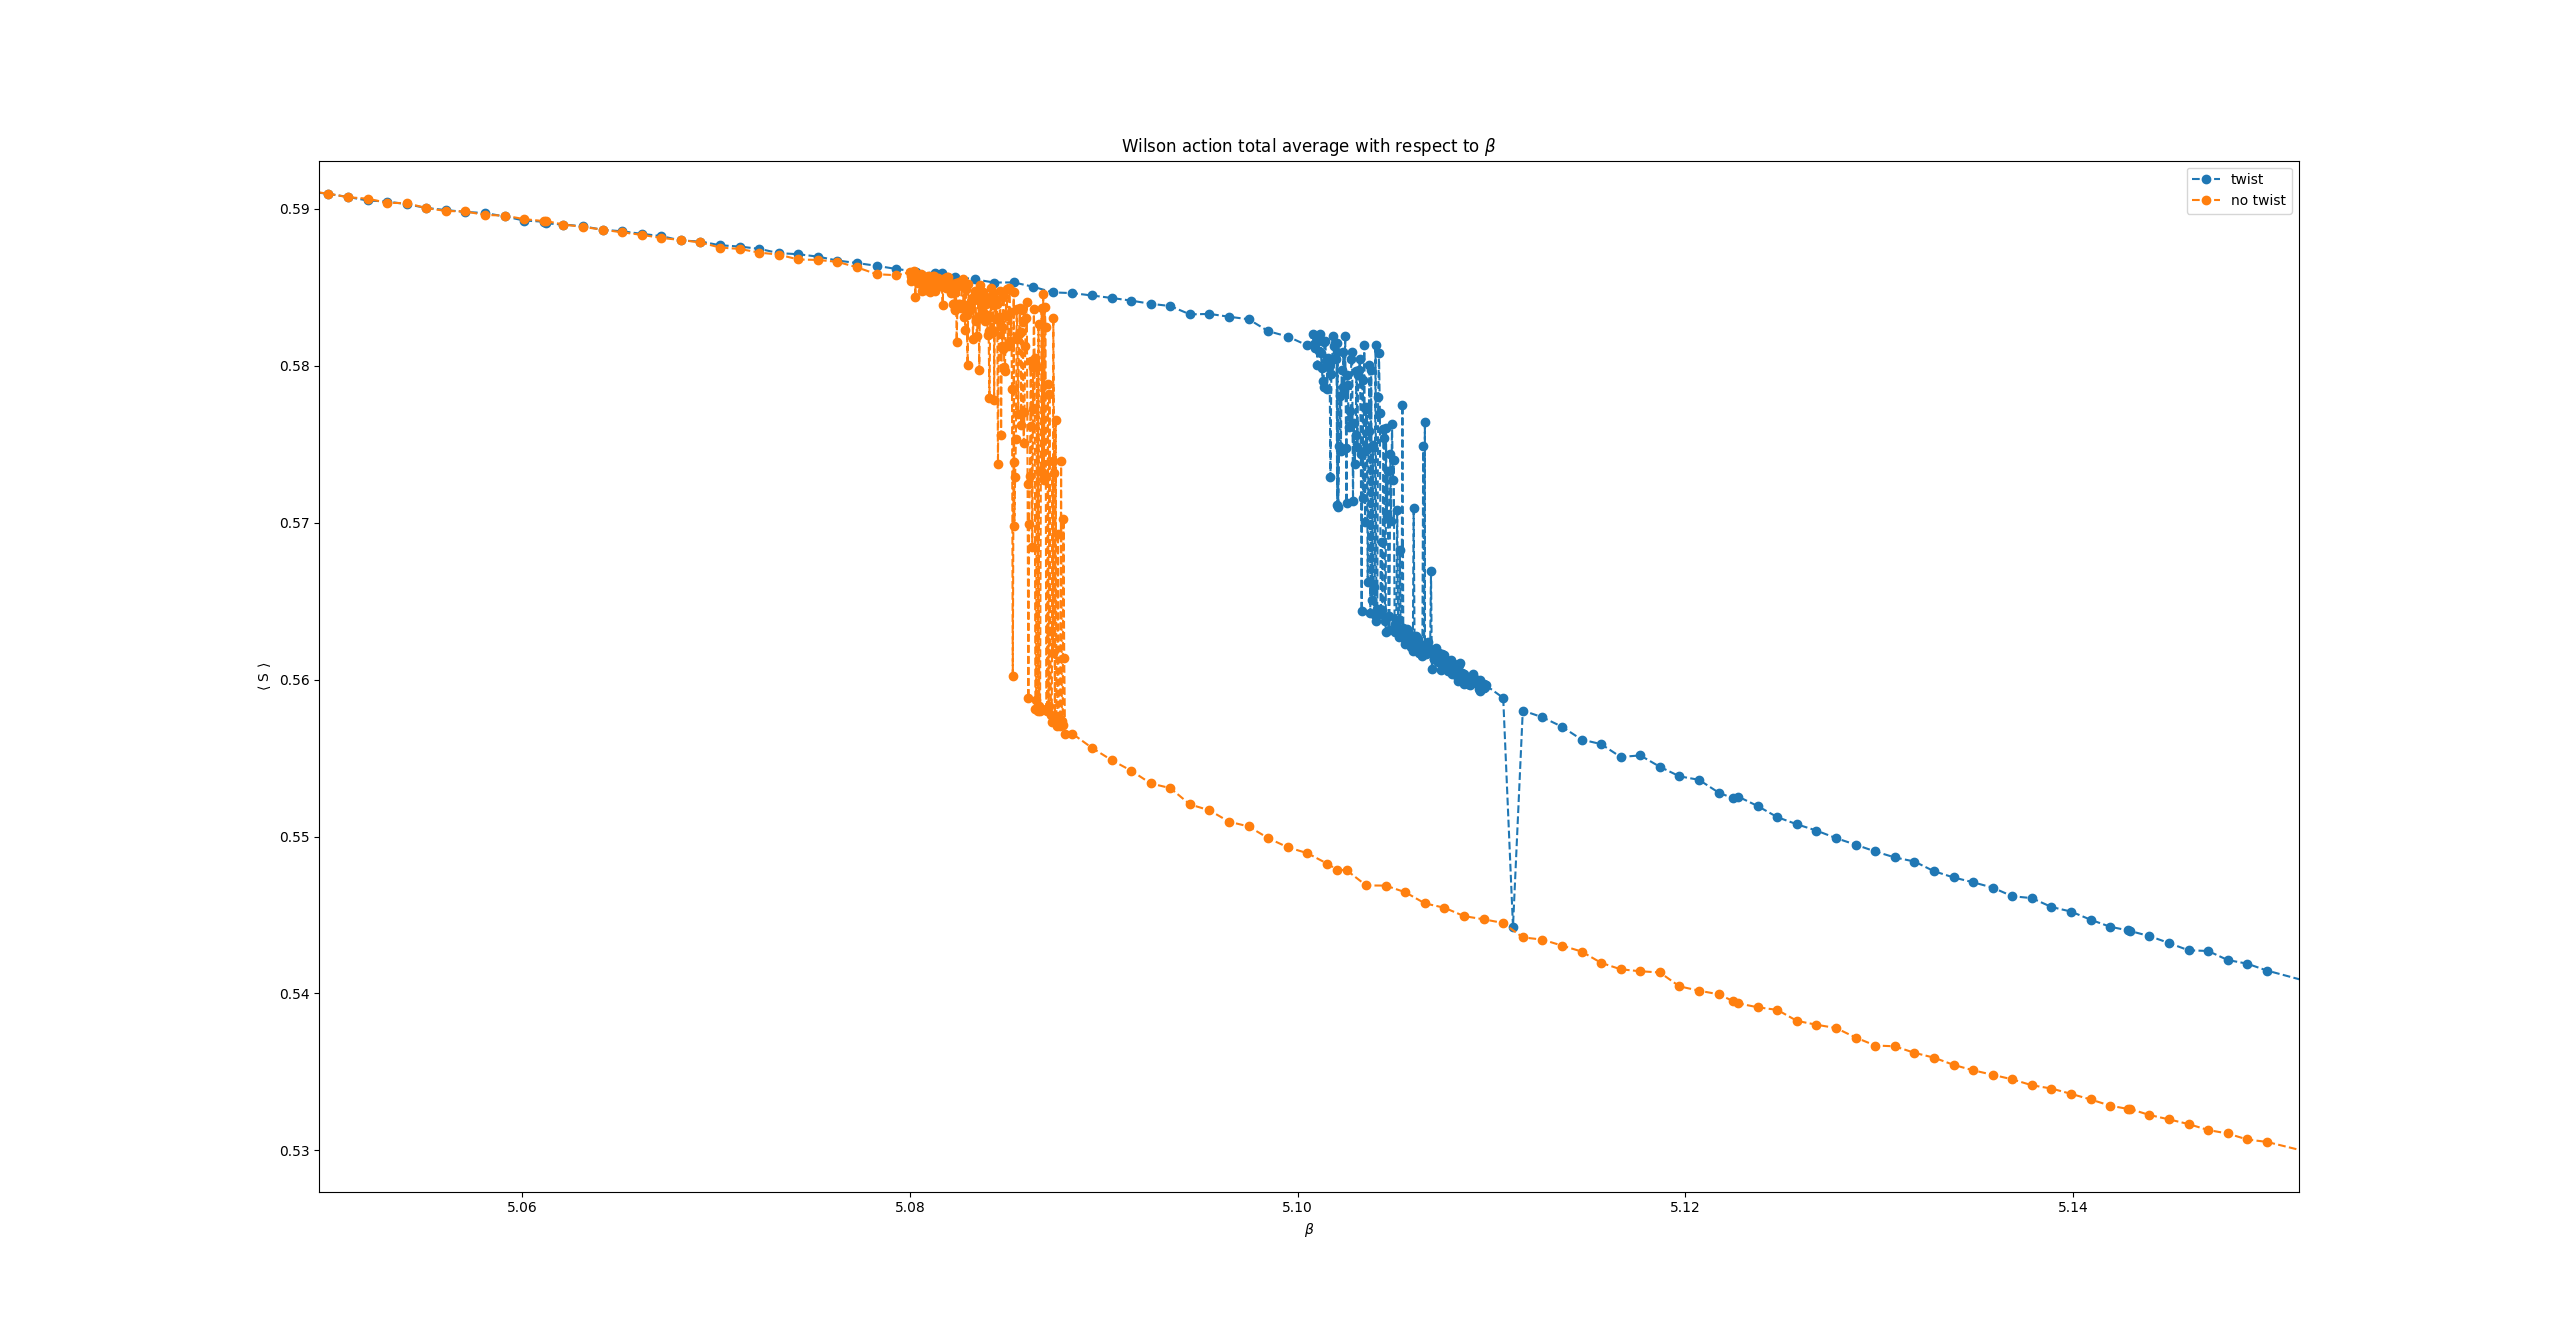 Wilson action total average with respect to β
twist
no twist
0.59
0.58
0.57
0.56
0.55
0.54
0.53
⟨ S ⟩
5.06
5.08
5.10
5.12
5.14
β